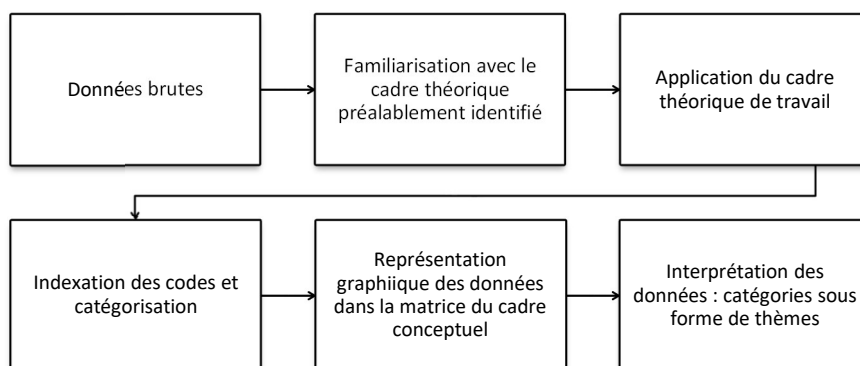 Données brutes
Familiarisation avec le
cadre théorique
préalablement identifié
Application du cadre
théorique de travail
Indexation des codes et
catégorisation
Représentation
graphiique des données
dans la matrice du cadre
conceptuel
Interprétation des
données : catégories sous
forme de thèmes